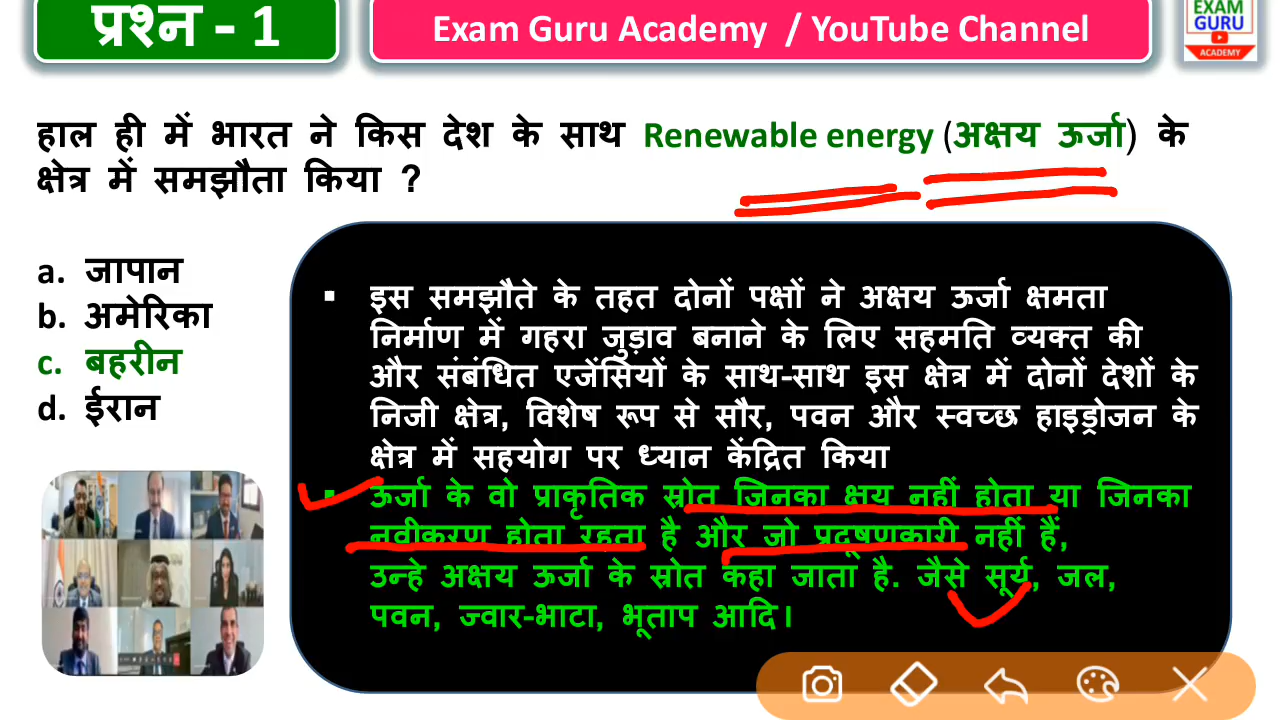 प्रश्न - 1
Exam Guru Academy / YouTube Channel
EXAM
GURU
ACADEMY
हाल ही में भारत ने किस देश के साथ Renewable energy (अक्षय ऊर्जा) के
क्षेत्र में समझौता किया ?
a. जापान
b. अमेरिका
c. बहरीन
d. ईरान
▪ इस समझौते के तहत दोनों पक्षों ने अक्षय ऊर्जा क्षमता
निर्माण में गहरा जुड़ाव बनाने के लिए सहमति व्यक्त की
और संबंधित एजेंसियों के साथ-साथ इस क्षेत्र में दोनों देशों के
निजी क्षेत्र, विशेष रूप से सौर, पवन और स्वच्छ हाइड्रोजन के
क्षेत्र में सहयोग पर ध्यान केंद्रित किया
▪ ऊर्जा के वो प्राकृतिक स्रोत जिनका क्षय नहीं होता या जिनका
नवीकरण होता रहता है और जो प्रदूषणकारी नहीं हैं,
उन्हे अक्षय ऊर्जा के स्रोत कहा जाता है. जैसे सूर्य, जल,
पवन, ज्वार-भाटा, भूताप आदि।